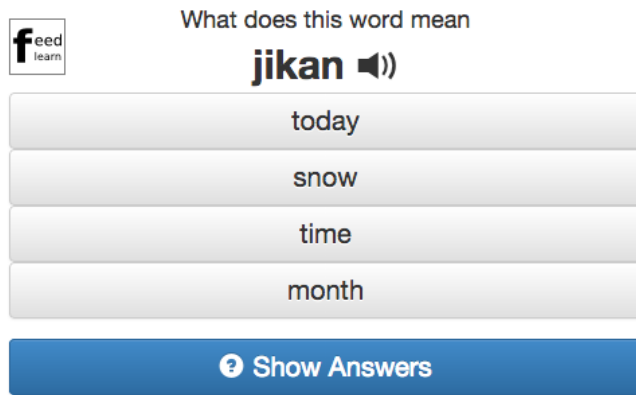 feed
learn
What does this word mean
jikan
today
snow
time
month
Show Answers